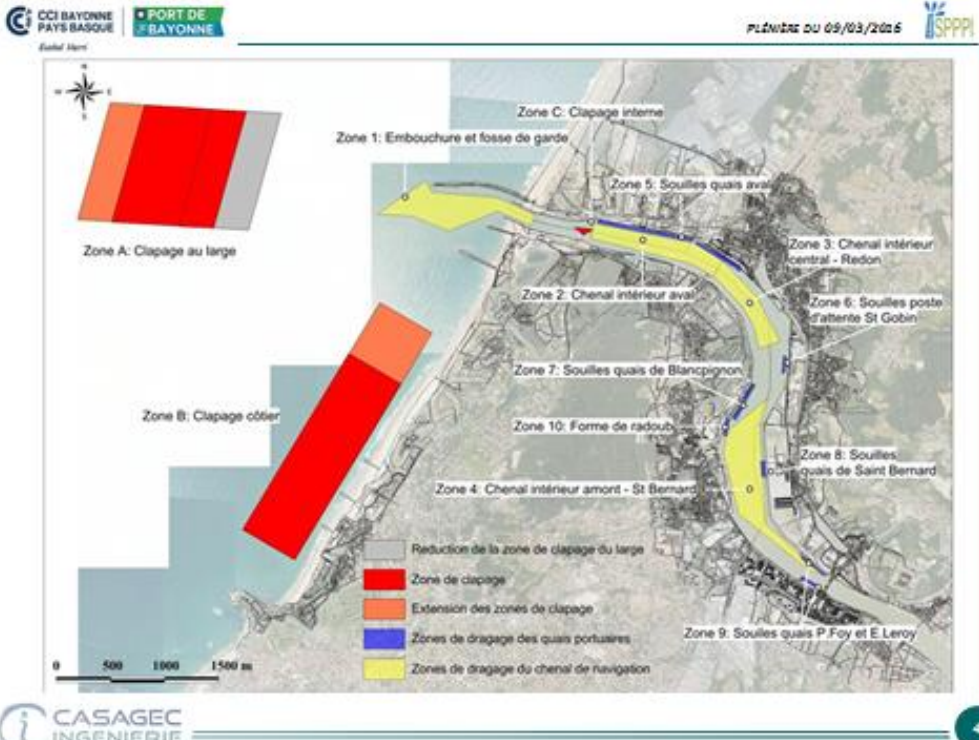 CCI BAYONNE
PAYS BASQUE
PORT DE
BAYONNE
Euskal Herri
PLÉNIÈRE DU 09/03/2016
SPPPI
N
W
E
S
Zone C: Clapage interne
Zone 1: Embouchure et fosse de garde
Zone 5: Souilles quais aval
Zone A: Clapage au large
Zone 3: Chenal intérieur
central - Redon
Zone 2: Chenal intérieur aval
Zone 6: Souilles poste
d'attente St Gobin
Zone 7: Souilles quais de Blancpignon
Zone B: Clapage côtier
Zone 10: Forme de radoub
Zone 8: Souilles
quais de Saint Bernard
Zone 4: Chenal intérieur amont - St Bernard
Reduction de la zone de clapage du large
Zone de clapage
Extension des zones de clapage
Zones de dragage des quais portuaires
Zone 9: Souilles quais P.Foy et E.Leroy
Zones de dragage du chenal de navigation
0 500 1000 1500 m
CASAGEC
INGENIERIE